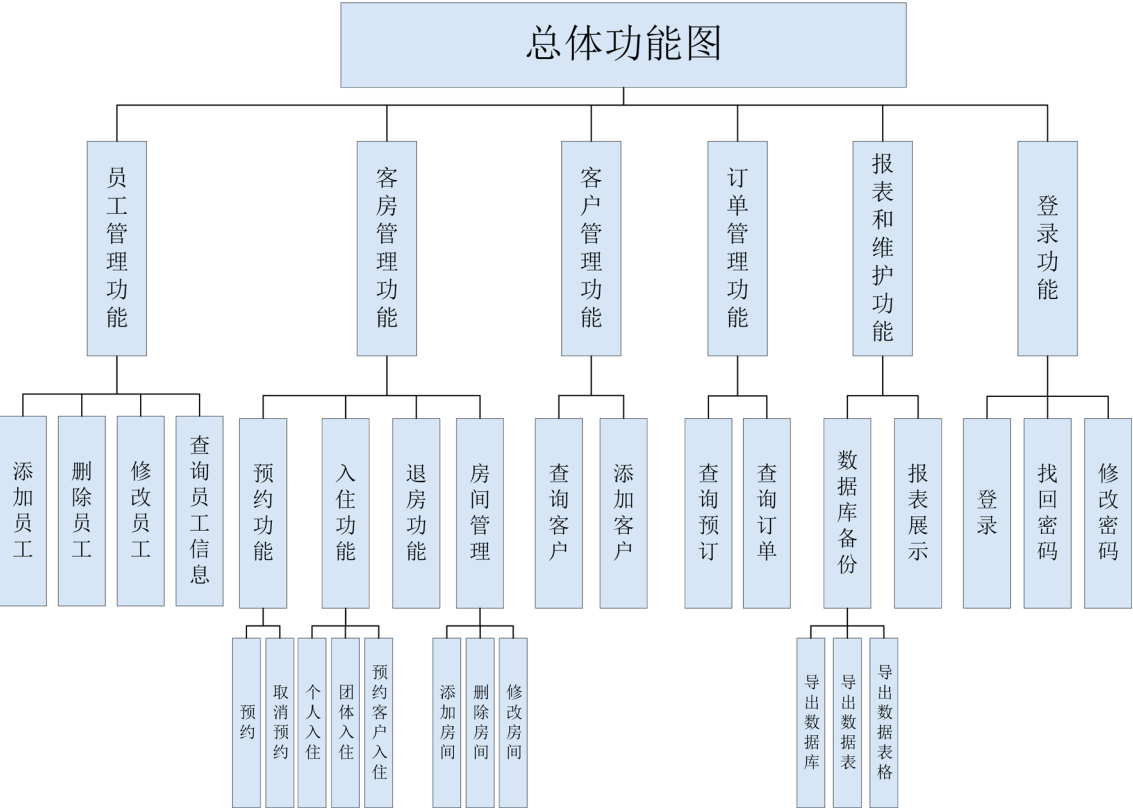 总体功能图
员工管理功能
客房管理功能
客户管理功能
订单管理功能
报表和维护功能
登录功能
添加员工
删除员工
修改员工
查询员工信息
预约功能
入住功能
退房功能
房间管理
查询客户
添加客户
查询预订
查询订单
数据库备份
报表展示
登录
找回密码
修改密码
预约
取消预约
个人入住
团体入住
预约客户入住
添加房间
删除房间
修改房间
导出数据库
导出数据表
导出数据表格